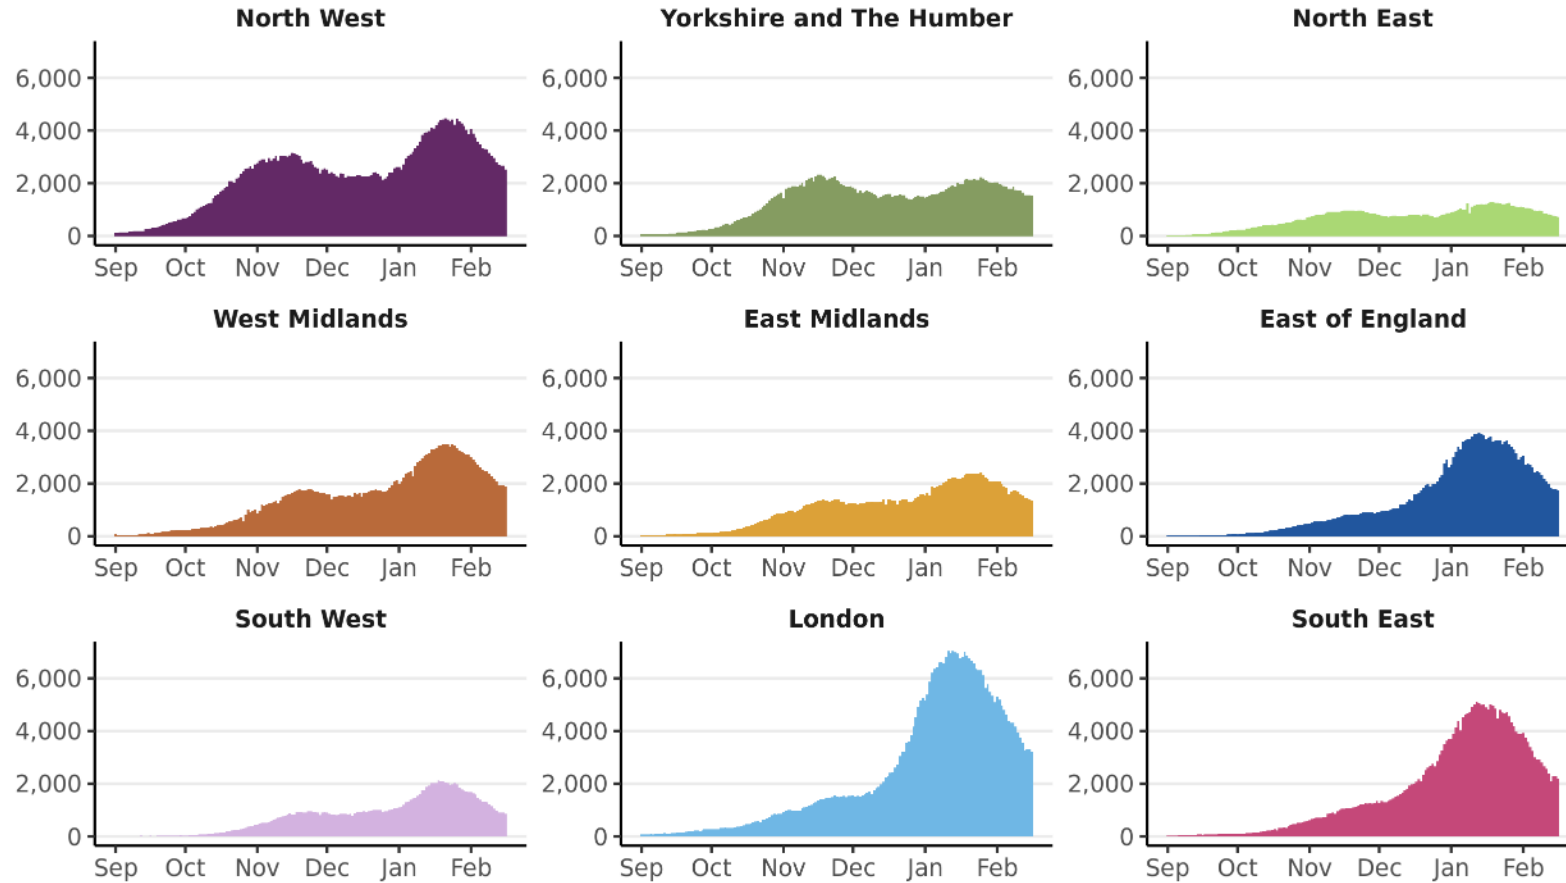 North West
Yorkshire and The Humber
North East
6,000
4,000
2,000
0
6,000
4,000
2,000
0
6,000
4,000
2,000
0
Sep Oct Nov Dec Jan Feb
Sep Oct Nov Dec Jan Feb
Sep Oct Nov Dec Jan Feb
West Midlands
East Midlands
East of England
6,000
4,000
2,000
0
6,000
4,000
2,000
0
6,000
4,000
2,000
0
Sep Oct Nov Dec Jan Feb
Sep Oct Nov Dec Jan Feb
Sep Oct Nov Dec Jan Feb
South West
London
South East
6,000
4,000
2,000
0
6,000
4,000
2,000
0
6,000
4,000
2,000
0
Sep Oct Nov Dec Jan Feb
Sep Oct Nov Dec Jan Feb
Sep Oct Nov Dec Jan Feb